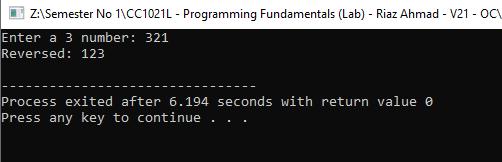 Z:\Semester No 1\CC1021L - Programming Fundamentals (Lab) - Riaz Ahmad - V21 - OC\
Enter a 3 number: 321
Reversed: 123
--------------------------------
Process exited after 6.194 seconds with return value 0
Press any key to continue . . .